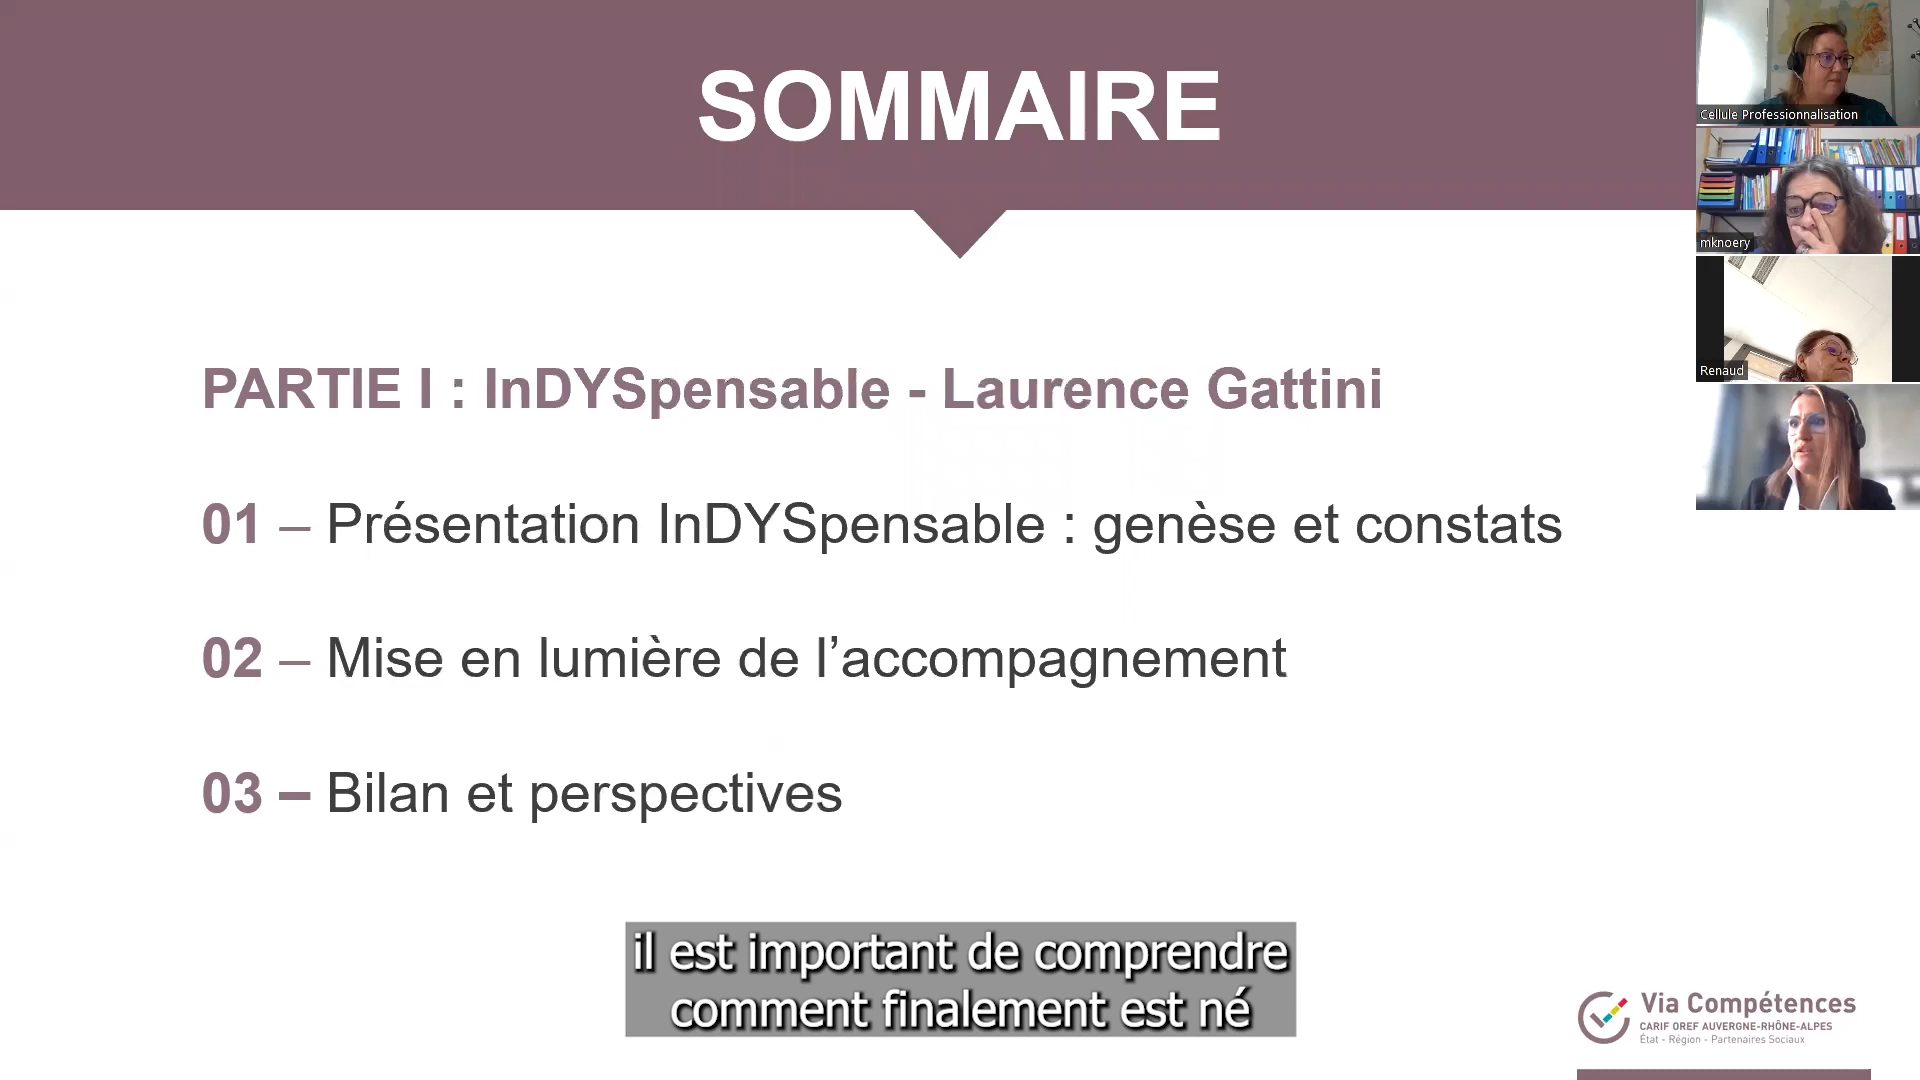 SOMMAIRE
PARTIE I : InDYSpensable - Laurence Gattini
01 – Présentation InDYSpensable : genèse et constats
02 – Mise en lumière de l’accompagnement
03 – Bilan et perspectives
il est important de comprendre
comment finalement est né
Cellule Professionnalisation
mknoery
Renaud
Via Compétences
CARIF OREF AUVERGNE-RHÔNE-ALPES
État - Région - Partenaires Sociaux